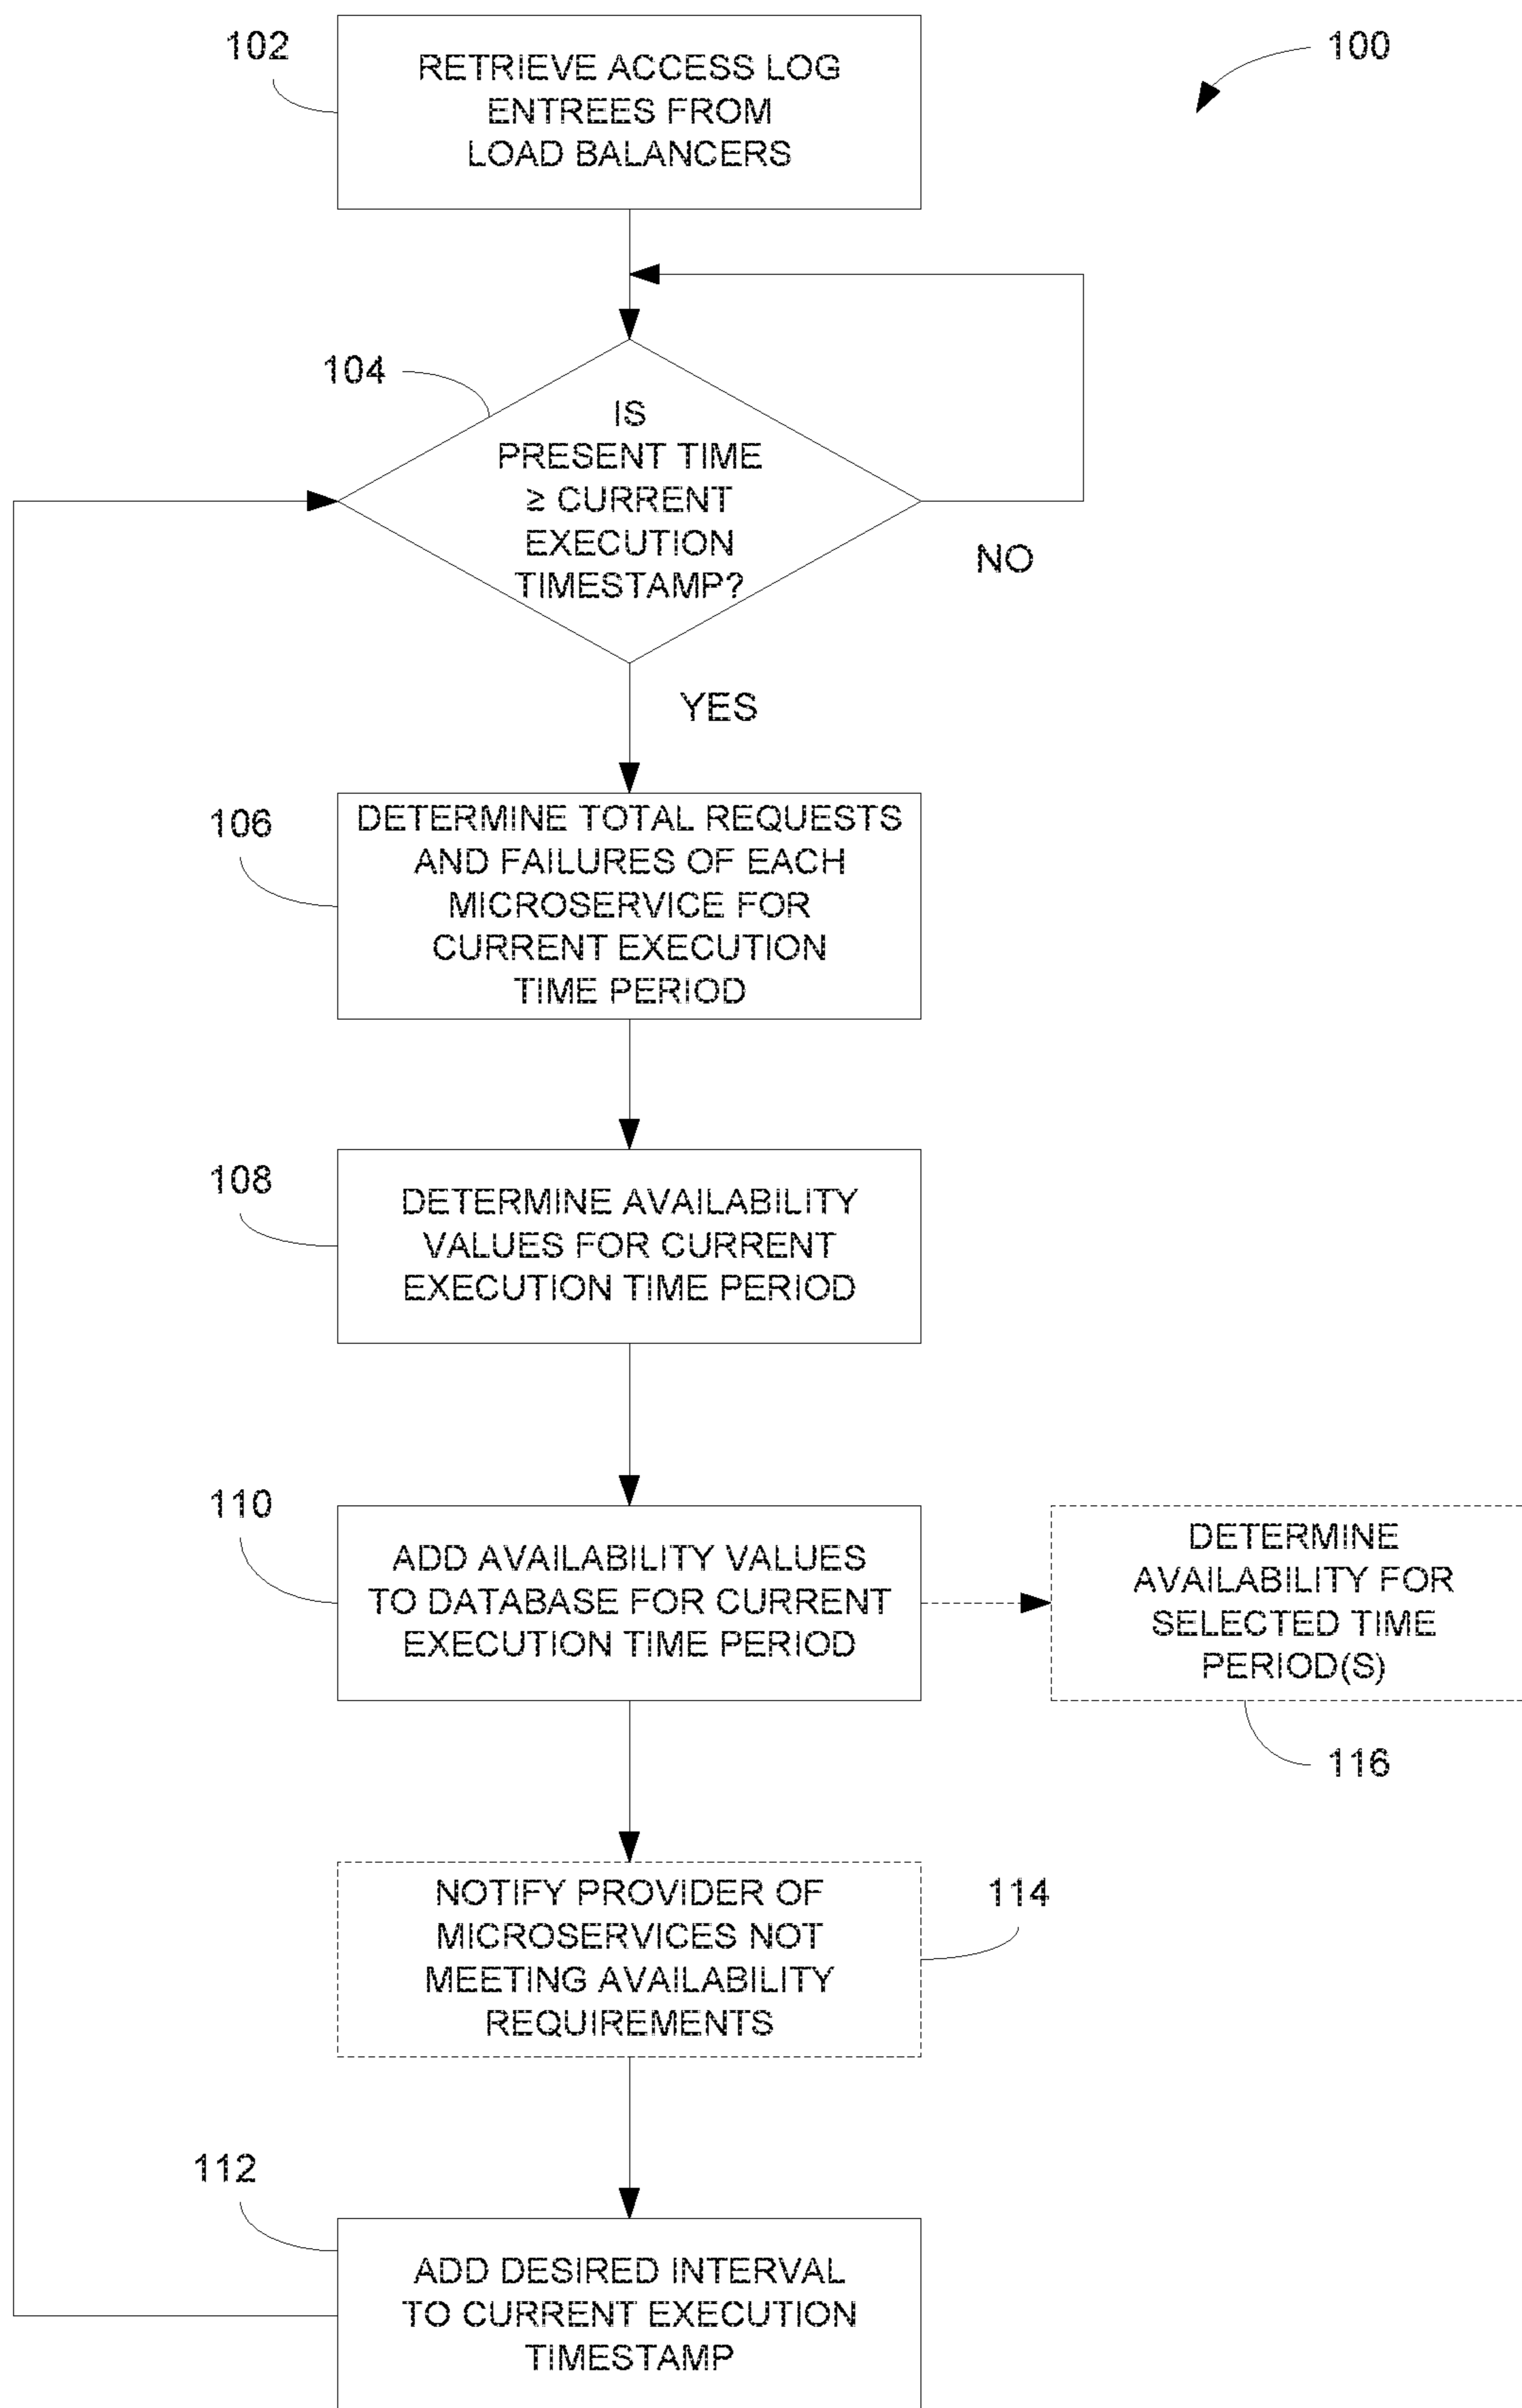 102
RETRIEVE ACCESS LOG
ENTREES FROM
LOAD BALANCERS
100
104
IS
PRESENT TIME
≥ CURRENT
EXECUTION
TIMESTAMP?
NO
YES
106
DETERMINE TOTAL REQUESTS
AND FAILURES OF EACH
MICROSERVICE FOR
CURRENT EXECUTION
TIME PERIOD
108
DETERMINE AVAILABILITY
VALUES FOR CURRENT
EXECUTION TIME PERIOD
110
ADD AVAILABILITY VALUES
TO DATABASE FOR CURRENT
EXECUTION TIME PERIOD
DETERMINE
AVAILABILITY FOR
SELECTED TIME
PERIOD(S)
116
NOTIFY PROVIDER OF
MICROSERVICES NOT
MEETING AVAILABILITY
REQUIREMENTS
114
112
ADD DESIRED INTERVAL
TO CURRENT EXECUTION
TIMESTAMP